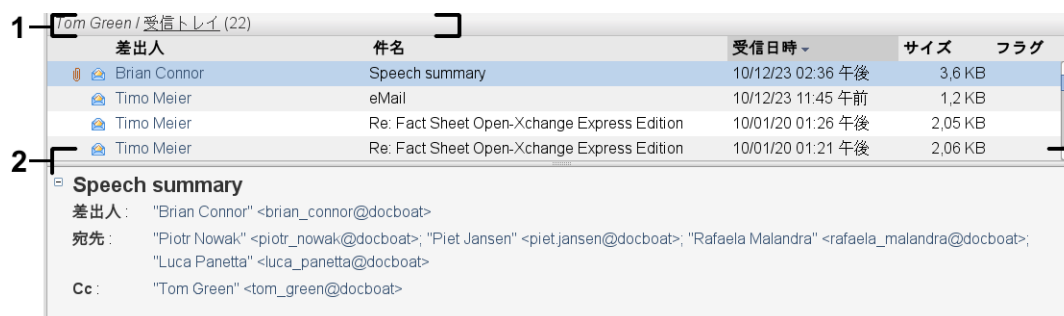 1
Tom Green / 受信トレイ (22)
差出人 件名 受信日時 サイズ フラグ
Brian Connor Speech summary 10/12/23 02:36 午後 3,6 KB
Timo Meier eMail 10/12/23 11:45 午前 1,2 KB
Timo Meier Re: Fact Sheet Open-Xchange Express Edition 10/01/20 01:26 午後 2,05 KB
Timo Meier Re: Fact Sheet Open-Xchange Express Edition 10/01/20 01:21 午後 2,06 KB
2
Speech summary
差出人 : "Brian Connor" <brian_connor@docboat>
宛先 : "Piotr Nowak" <piotr_nowak@docboat>; "Piet Jansen" <piet.jansen@docboat>; "Rafaela Malandra" <rafaela_malandra@docboat>;
"Luca Panetta" <luca_panetta@docboat>
Cc : "Tom Green" <tom_green@docboat>